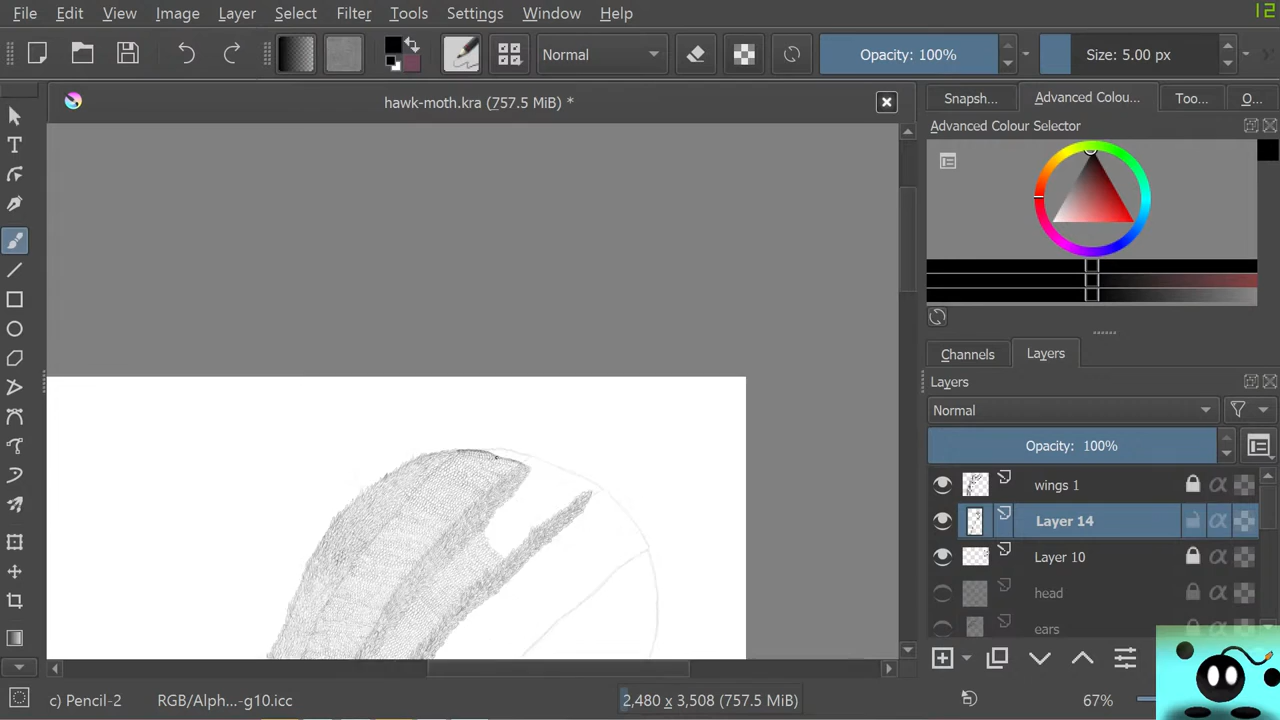 File Edit View Image Layer Select Filter Tools Settings Window Help
12
Normal
Opacity: 100%
Size: 5.00 px
hawk-moth.kra (757.5 MiB) *
Snapsh... Advanced Colou... Too... O...
Advanced Colour Selector
Channels Layers
Layers
Normal
Opacity: 100%
wings 1
Layer 14
Layer 10
head
ears
c) Pencil-2 RGB/Alph...-g10.icc 2,480 x 3,508 (757.5 MiB) 67%